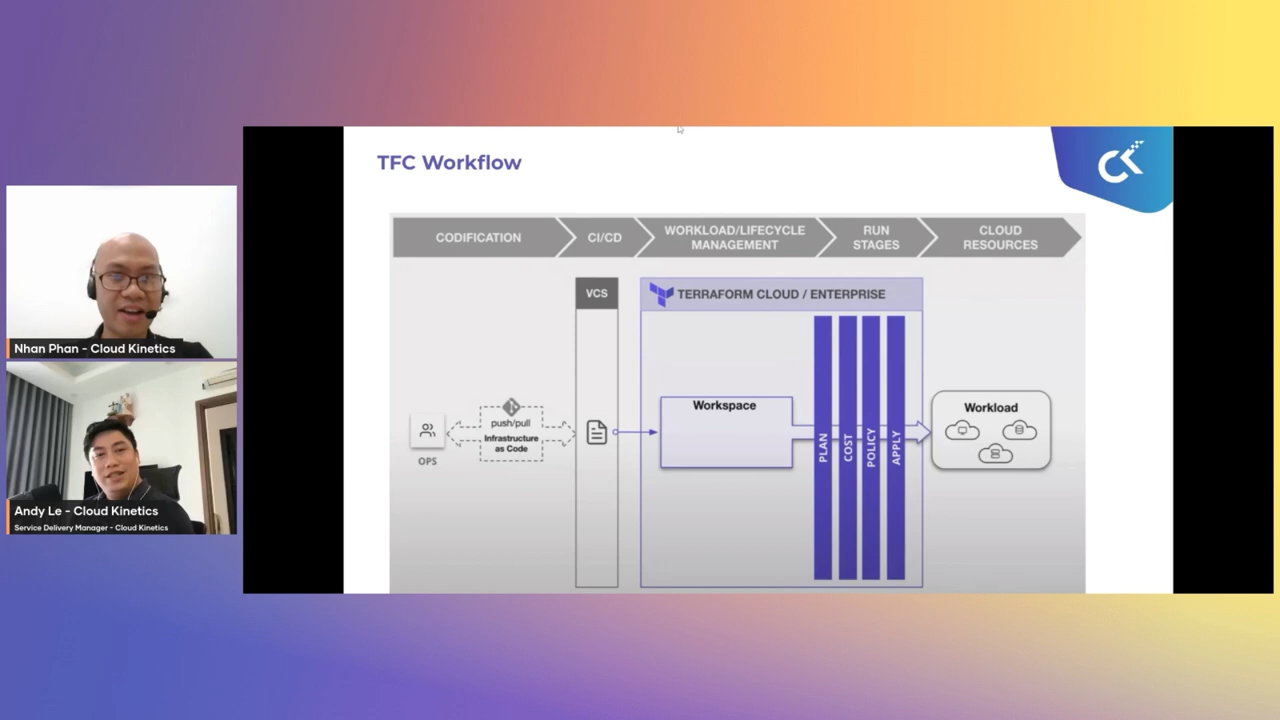 Nhan Phan - Cloud Kinetics
Andy Le - Cloud Kinetics
Service Delivery Manager - Cloud Kinetics
TFC Workflow
CK
CODIFICATION
CI/CD
WORKLOAD/LIFECYCLE
MANAGEMENT
RUN
STAGES
CLOUD
RESOURCES
VCS
TERRAFORM CLOUD / ENTERPRISE
OPS
push/pull
Infrastructure
as Code
Workspace
PLAN
COST
POLICY
APPLY
Workload